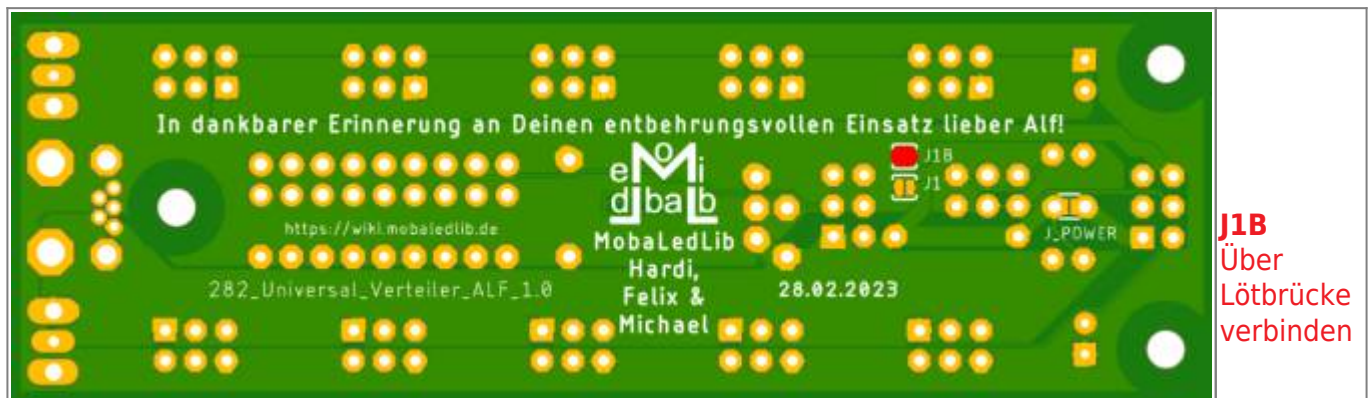 In dankbarer Erinnerung an Deinen entbehrungsvollen Einsatz lieber Alf!
J1B
J1
https://wiki.mobaledlib.de
J_POWER
282_Universal_Verteiler_ALF_1.0
MobaLedLib
Hardi,
Felix &
Michael
28.02.2023
J1B
Über
Lötbrücke
verbinden